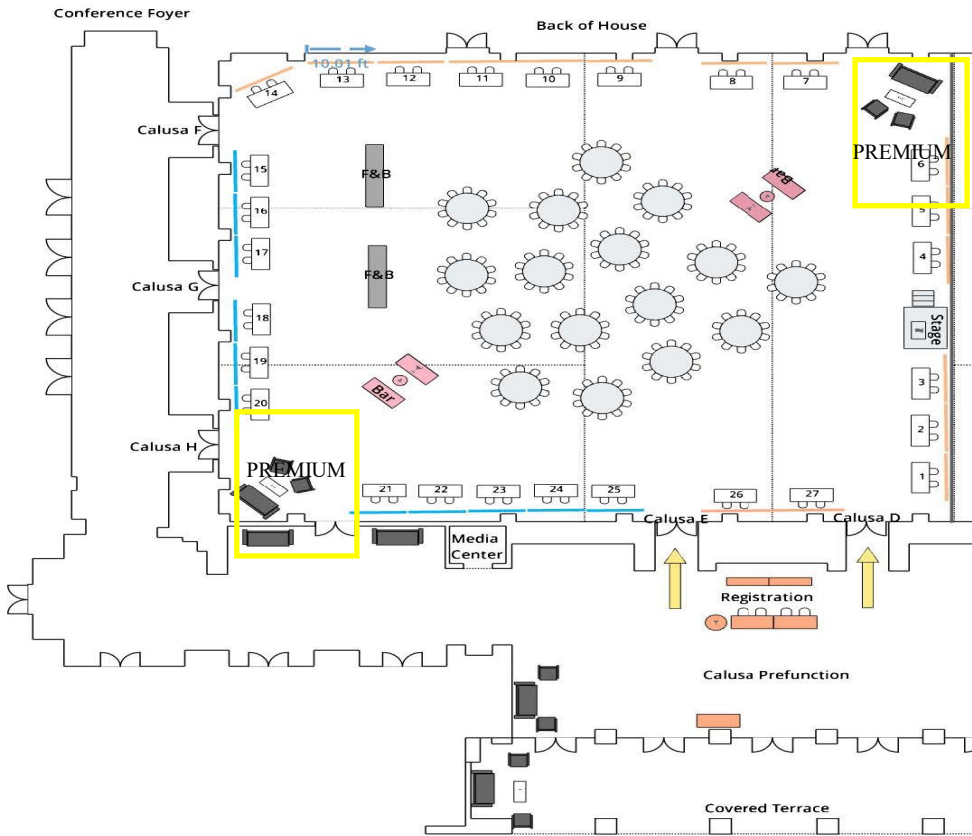 Conference Foyer
Back of House
10.01 ft
14
13
12
11
10
9
8
7
Calusa F
PREMIUM
15
F&B
Bar
6
16
5
17
4
Calusa G
F&B
18
Stage
19
3
20
Bar
2
Calusa H
PREMIUM
1
21
22
23
24
25
26
27
Calusa E
Calusa D
Media
Center
Registration
Calusa Prefunction
Covered Terrace